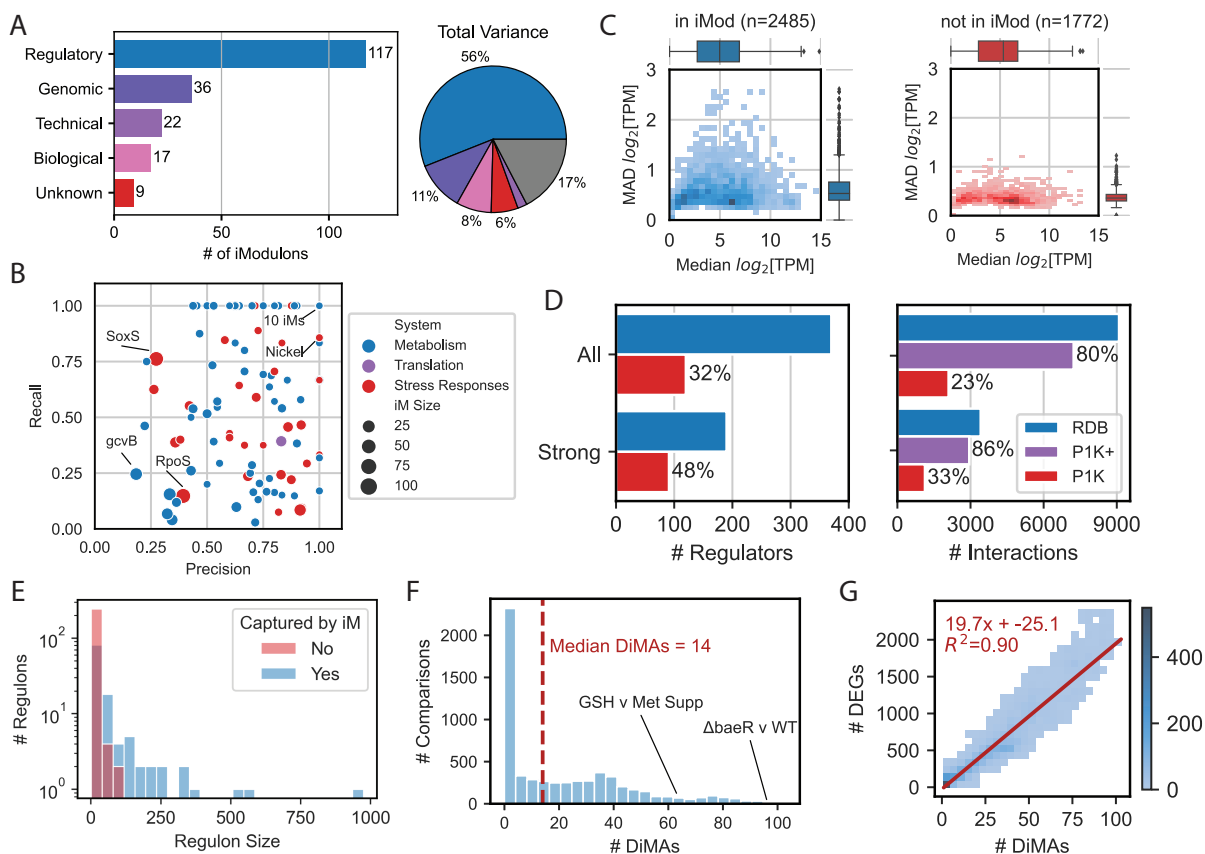 A
Regulatory
Genomic
Technical
Biological
Unknown
117
36
22
17
9
0
50
100
# of iModulons
Total Variance
56%
11%
8%
6%
17%
C
in iMod (n=2485)
not in iMod (n=1772)
MAD log2[TPM]
3
2
1
0
0
5
10
15
Median log2[TPM]
MAD log2[TPM]
3
2
1
0
0
5
10
15
Median log2[TPM]
B
Recall
1.00
0.75
0.50
0.25
0.00
0.00
0.25
0.50
0.75
1.00
Precision
SoxS
10 iMs
Nickel
gcvB
RpoS
System
Metabolism
Translation
Stress Responses
iM Size
25
50
75
100
D
All
Strong
32%
48%
0
100
200
300
400
# Regulators
80%
23%
86%
33%
RDB
P1K+
P1K
0
3000
6000
9000
# Interactions
E
# Regulons
10^2
10^1
10^0
0
250
500
750
1000
Regulon Size
Captured by iM
No
Yes
F
# Comparisons
2000
1500
1000
500
0
0
20
40
60
80
100
# DiMAs
Median DiMAs = 14
GSH v Met Supp
ΔbaeR v WT
G
# DEGs
2000
1500
1000
500
0
0
25
50
75
100
# DiMAs
19.7x + -25.1
R²=0.90
400
200
0